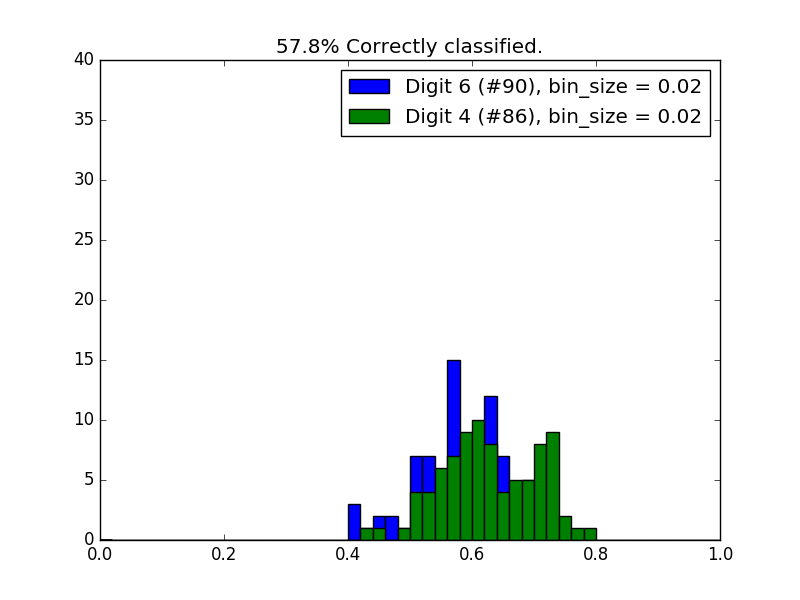 57.8% Correctly classified.
40
Digit 6 (#90), bin_size = 0.02
Digit 4 (#86), bin_size = 0.02
35
30
25
20
15
10
5
0
0.0 0.2 0.4 0.6 0.8 1.0